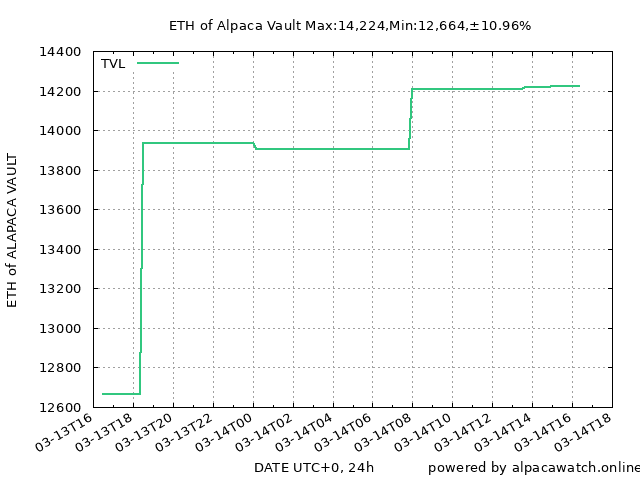 ETH of Alpaca Vault Max:14,224,Min:12,664,±10.96%
TVL
14400
14200
14000
13800
13600
13400
13200
13000
12800
12600
ETH of ALAPACA VAULT
03-13T16
03-13T18
03-13T20
03-13T22
03-14T00
03-14T02
03-14T04
03-14T06
03-14T08
03-14T10
03-14T12
03-14T14
03-14T16
03-14T18
DATE UTC+0, 24h
powered by alpacawatch.online